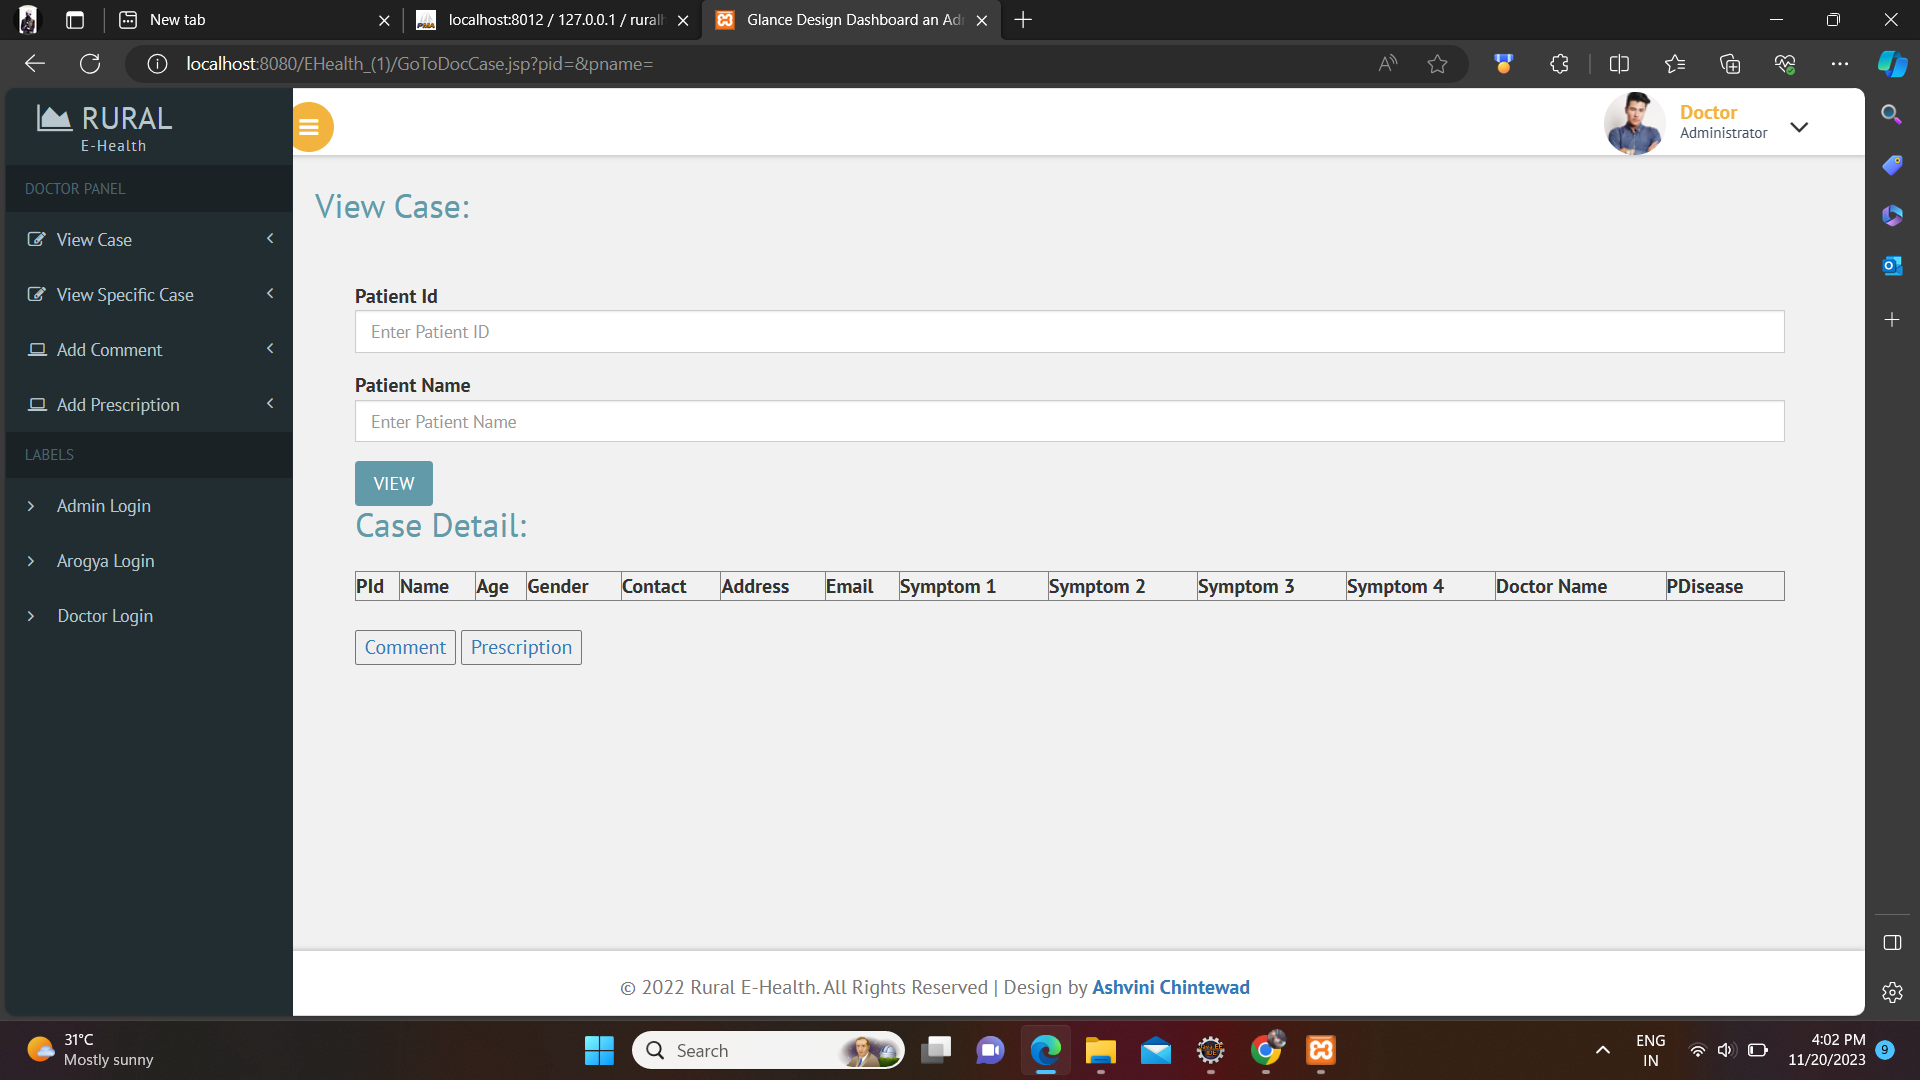 New tab
localhost:8012 / 127.0.0.1 / rural
Glance Design Dashboard an Ad
localhost:8080/EHealth_(1)/GoToDocCase.jsp?pid=&pname=
RURAL
E-Health
Doctor
Administrator
DOCTOR PANEL
View Case
View Specific Case
Add Comment
Add Prescription
LABELS
Admin Login
Arogya Login
Doctor Login
View Case:
Patient Id
Enter Patient ID
Patient Name
Enter Patient Name
VIEW
Case Detail:
PId Name Age Gender Contact Address Email Symptom 1 Symptom 2 Symptom 3 Symptom 4 Doctor Name PDisease
Comment Prescription
© 2022 Rural E-Health. All Rights Reserved | Design by Ashvini Chintewad
31°C
Mostly sunny
Search
ENG
IN
4:02 PM
11/20/2023
9